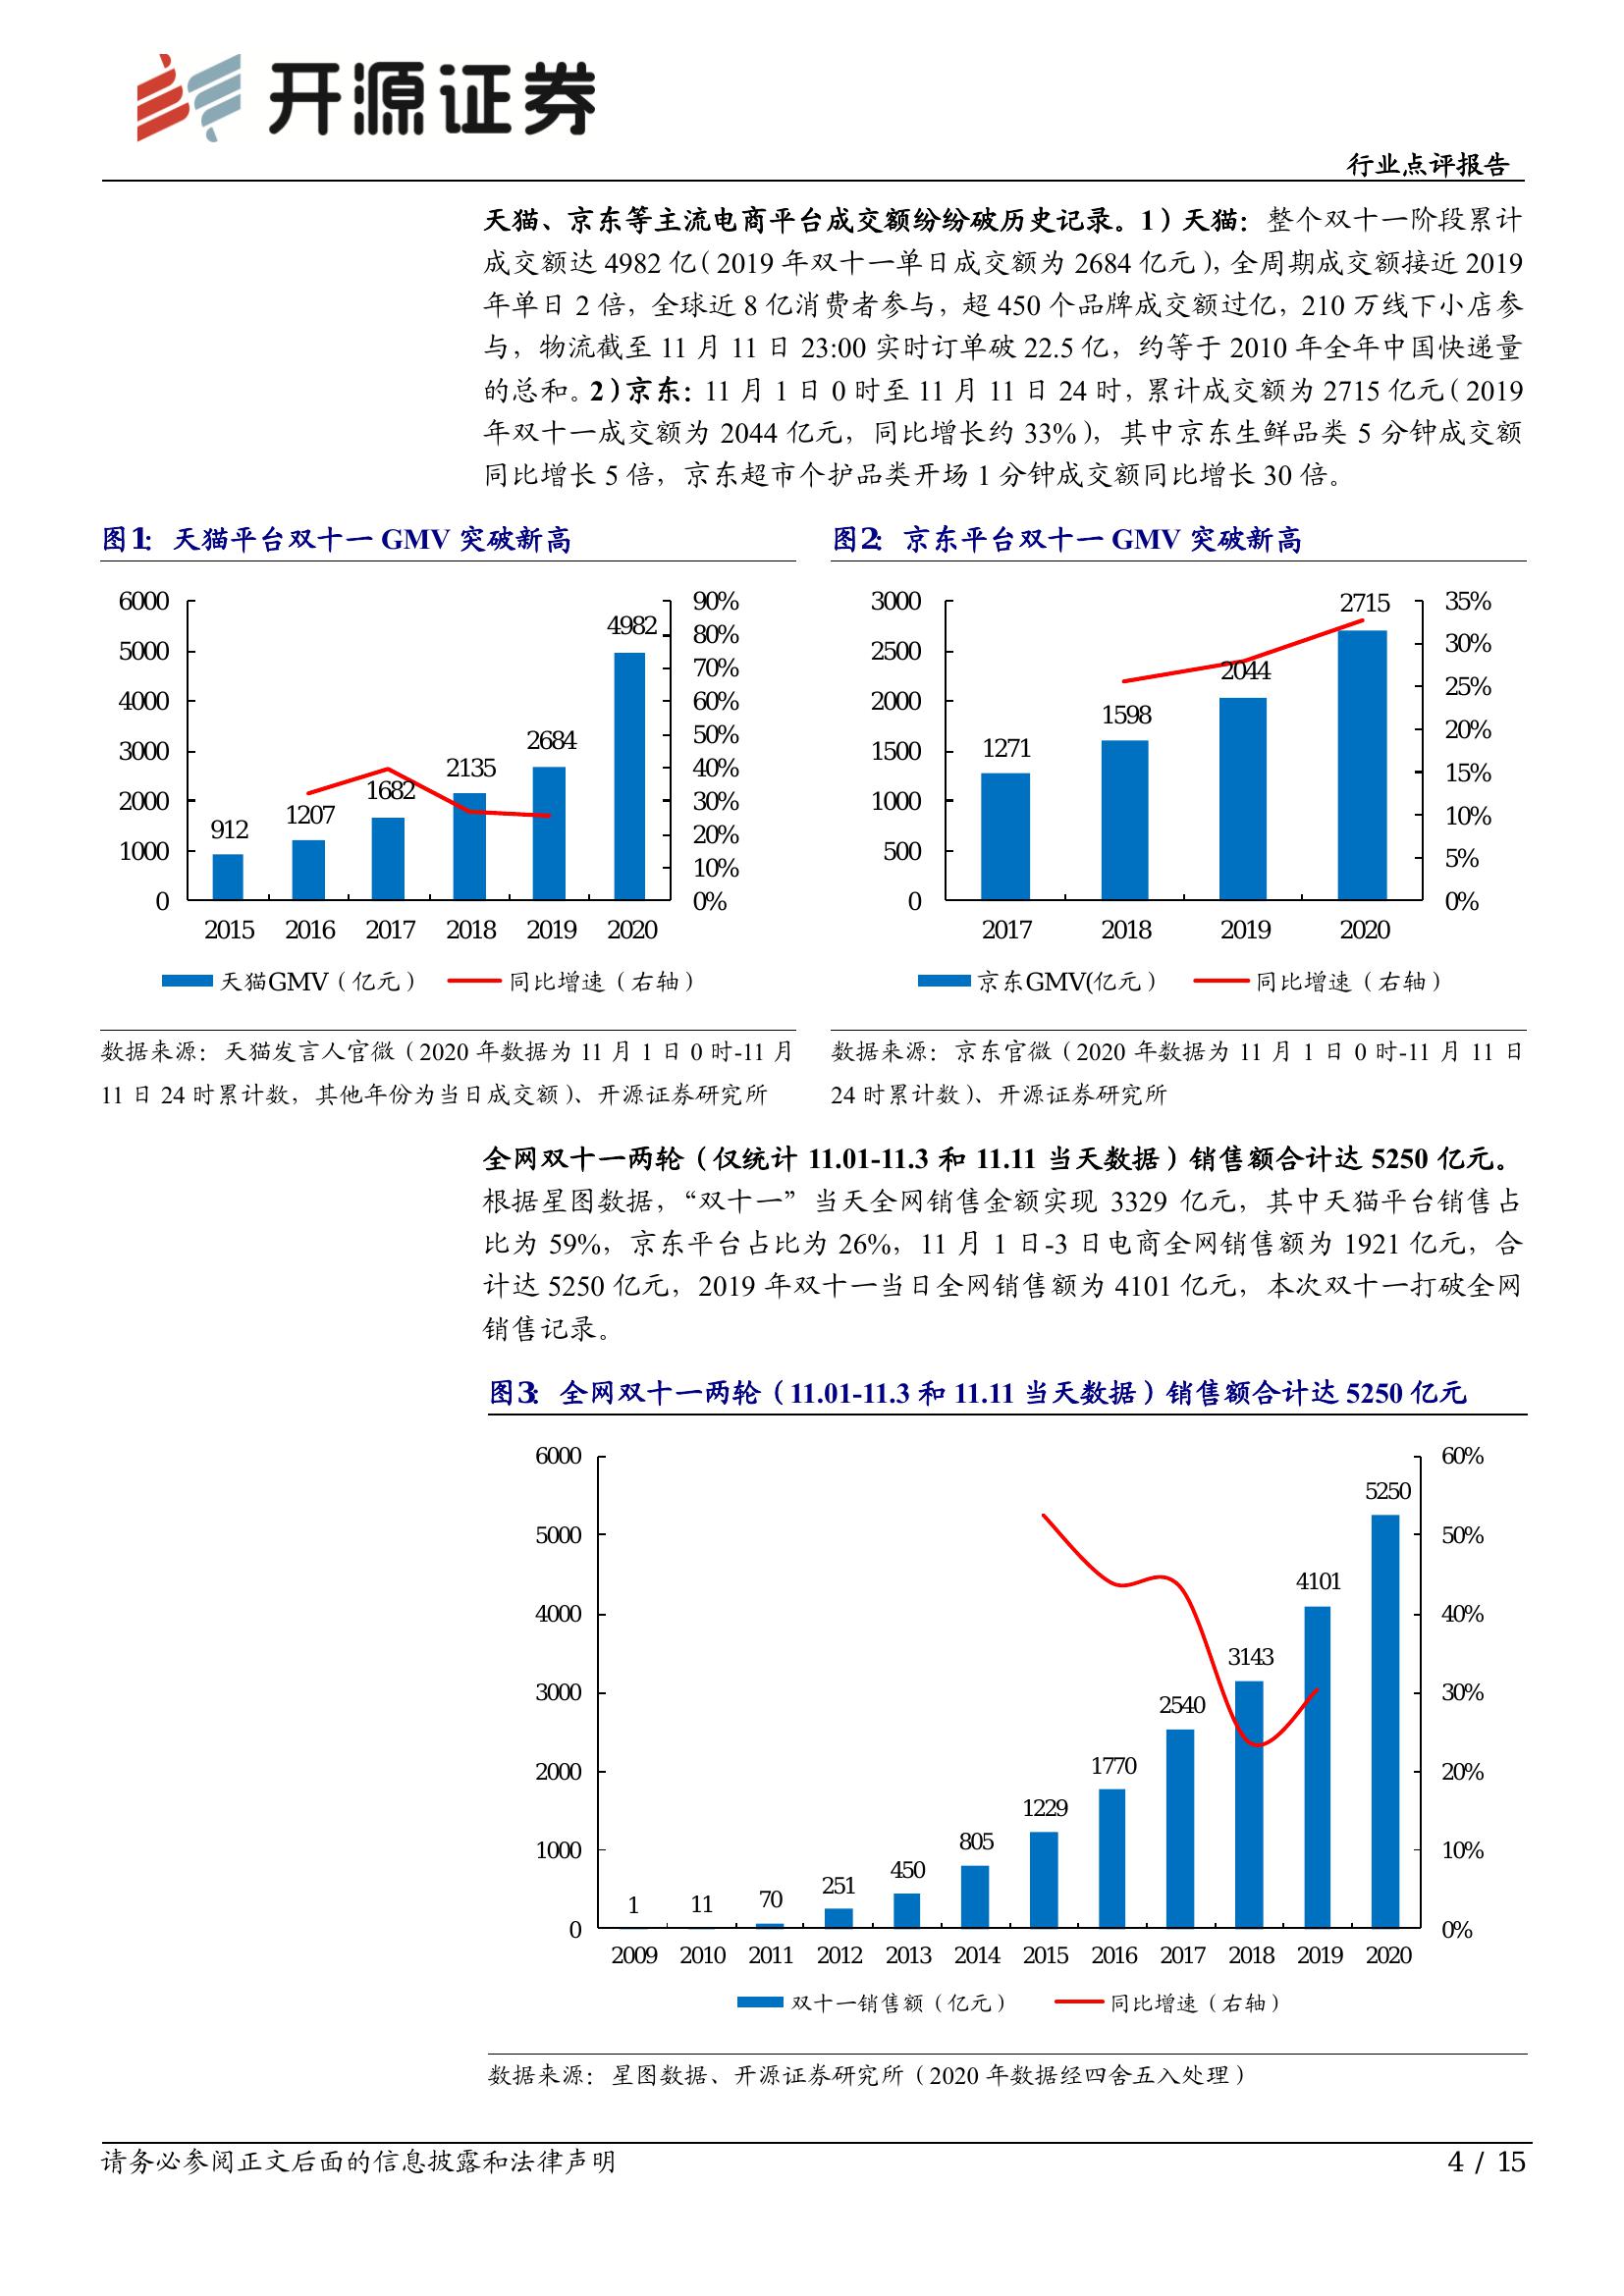 开源证券
行业点评报告
天猫、京东等主流电商平台成交额纷纷破历史记录。1）天猫：整个双十一阶段累计
成交额达 4982 亿（2019 年双十一单日成交额为 2684 亿元），全周期成交额接近 2019
年单日 2 倍，全球近 8 亿消费者参与，超 450 个品牌成交额过亿，210 万线下小店参
与，物流截至 11 月 11 日 23:00 实时订单破 22.5 亿，约等于 2010 年全年中国快递量
的总和。2）京东：11 月 1 日 0 时至 11 月 11 日 24 时，累计成交额为 2715 亿元（2019
年双十一成交额为 2044 亿元，同比增长约 33%），其中京东生鲜品类 5 分钟成交额
同比增长 5 倍，京东超市个护品类开场 1 分钟成交额同比增长 30 倍。
图1：天猫平台双十一 GMV 突破新高
6000
5000
4000
3000
2000
1000
0
90%
80%
70%
60%
50%
40%
30%
20%
10%
0%
912
1207
1682
2135
2684
4982
2015 2016 2017 2018 2019 2020
天猫GMV（亿元） 同比增速（右轴）
数据来源：天猫发言人官微（2020 年数据为 11 月 1 日 0 时-11 月
11 日 24 时累计数，其他年份为当日成交额）、开源证券研究所
图2：京东平台双十一 GMV 突破新高
3000
2500
2000
1500
1000
500
0
35%
30%
25%
20%
15%
10%
5%
0%
1271
1598
2044
2715
2017 2018 2019 2020
京东GMV(亿元） 同比增速（右轴）
数据来源：京东官微（2020 年数据为 11 月 1 日 0 时-11 月 11 日
24 时累计数）、开源证券研究所
全网双十一两轮（仅统计 11.01-11.3 和 11.11 当天数据）销售额合计达 5250 亿元。
根据星图数据，“双十一”当天全网销售金额实现 3329 亿元，其中天猫平台销售占
比为 59%，京东平台占比为 26%，11 月 1 日-3 日电商全网销售额为 1921 亿元，合
计达 5250 亿元，2019 年双十一当日全网销售额为 4101 亿元，本次双十一打破全网
销售记录。
图3：全网双十一两轮（11.01-11.3 和 11.11 当天数据）销售额合计达 5250 亿元
6000
5000
4000
3000
2000
1000
0
60%
50%
40%
30%
20%
10%
0%
1
11
70
251
450
805
1229
1770
2540
3143
4101
5250
2009 2010 2011 2012 2013 2014 2015 2016 2017 2018 2019 2020
双十一销售额（亿元） 同比增速（右轴）
数据来源：星图数据、开源证券研究所（2020 年数据经四舍五入处理）
请务必参阅正文后面的信息披露和法律声明
4 / 15